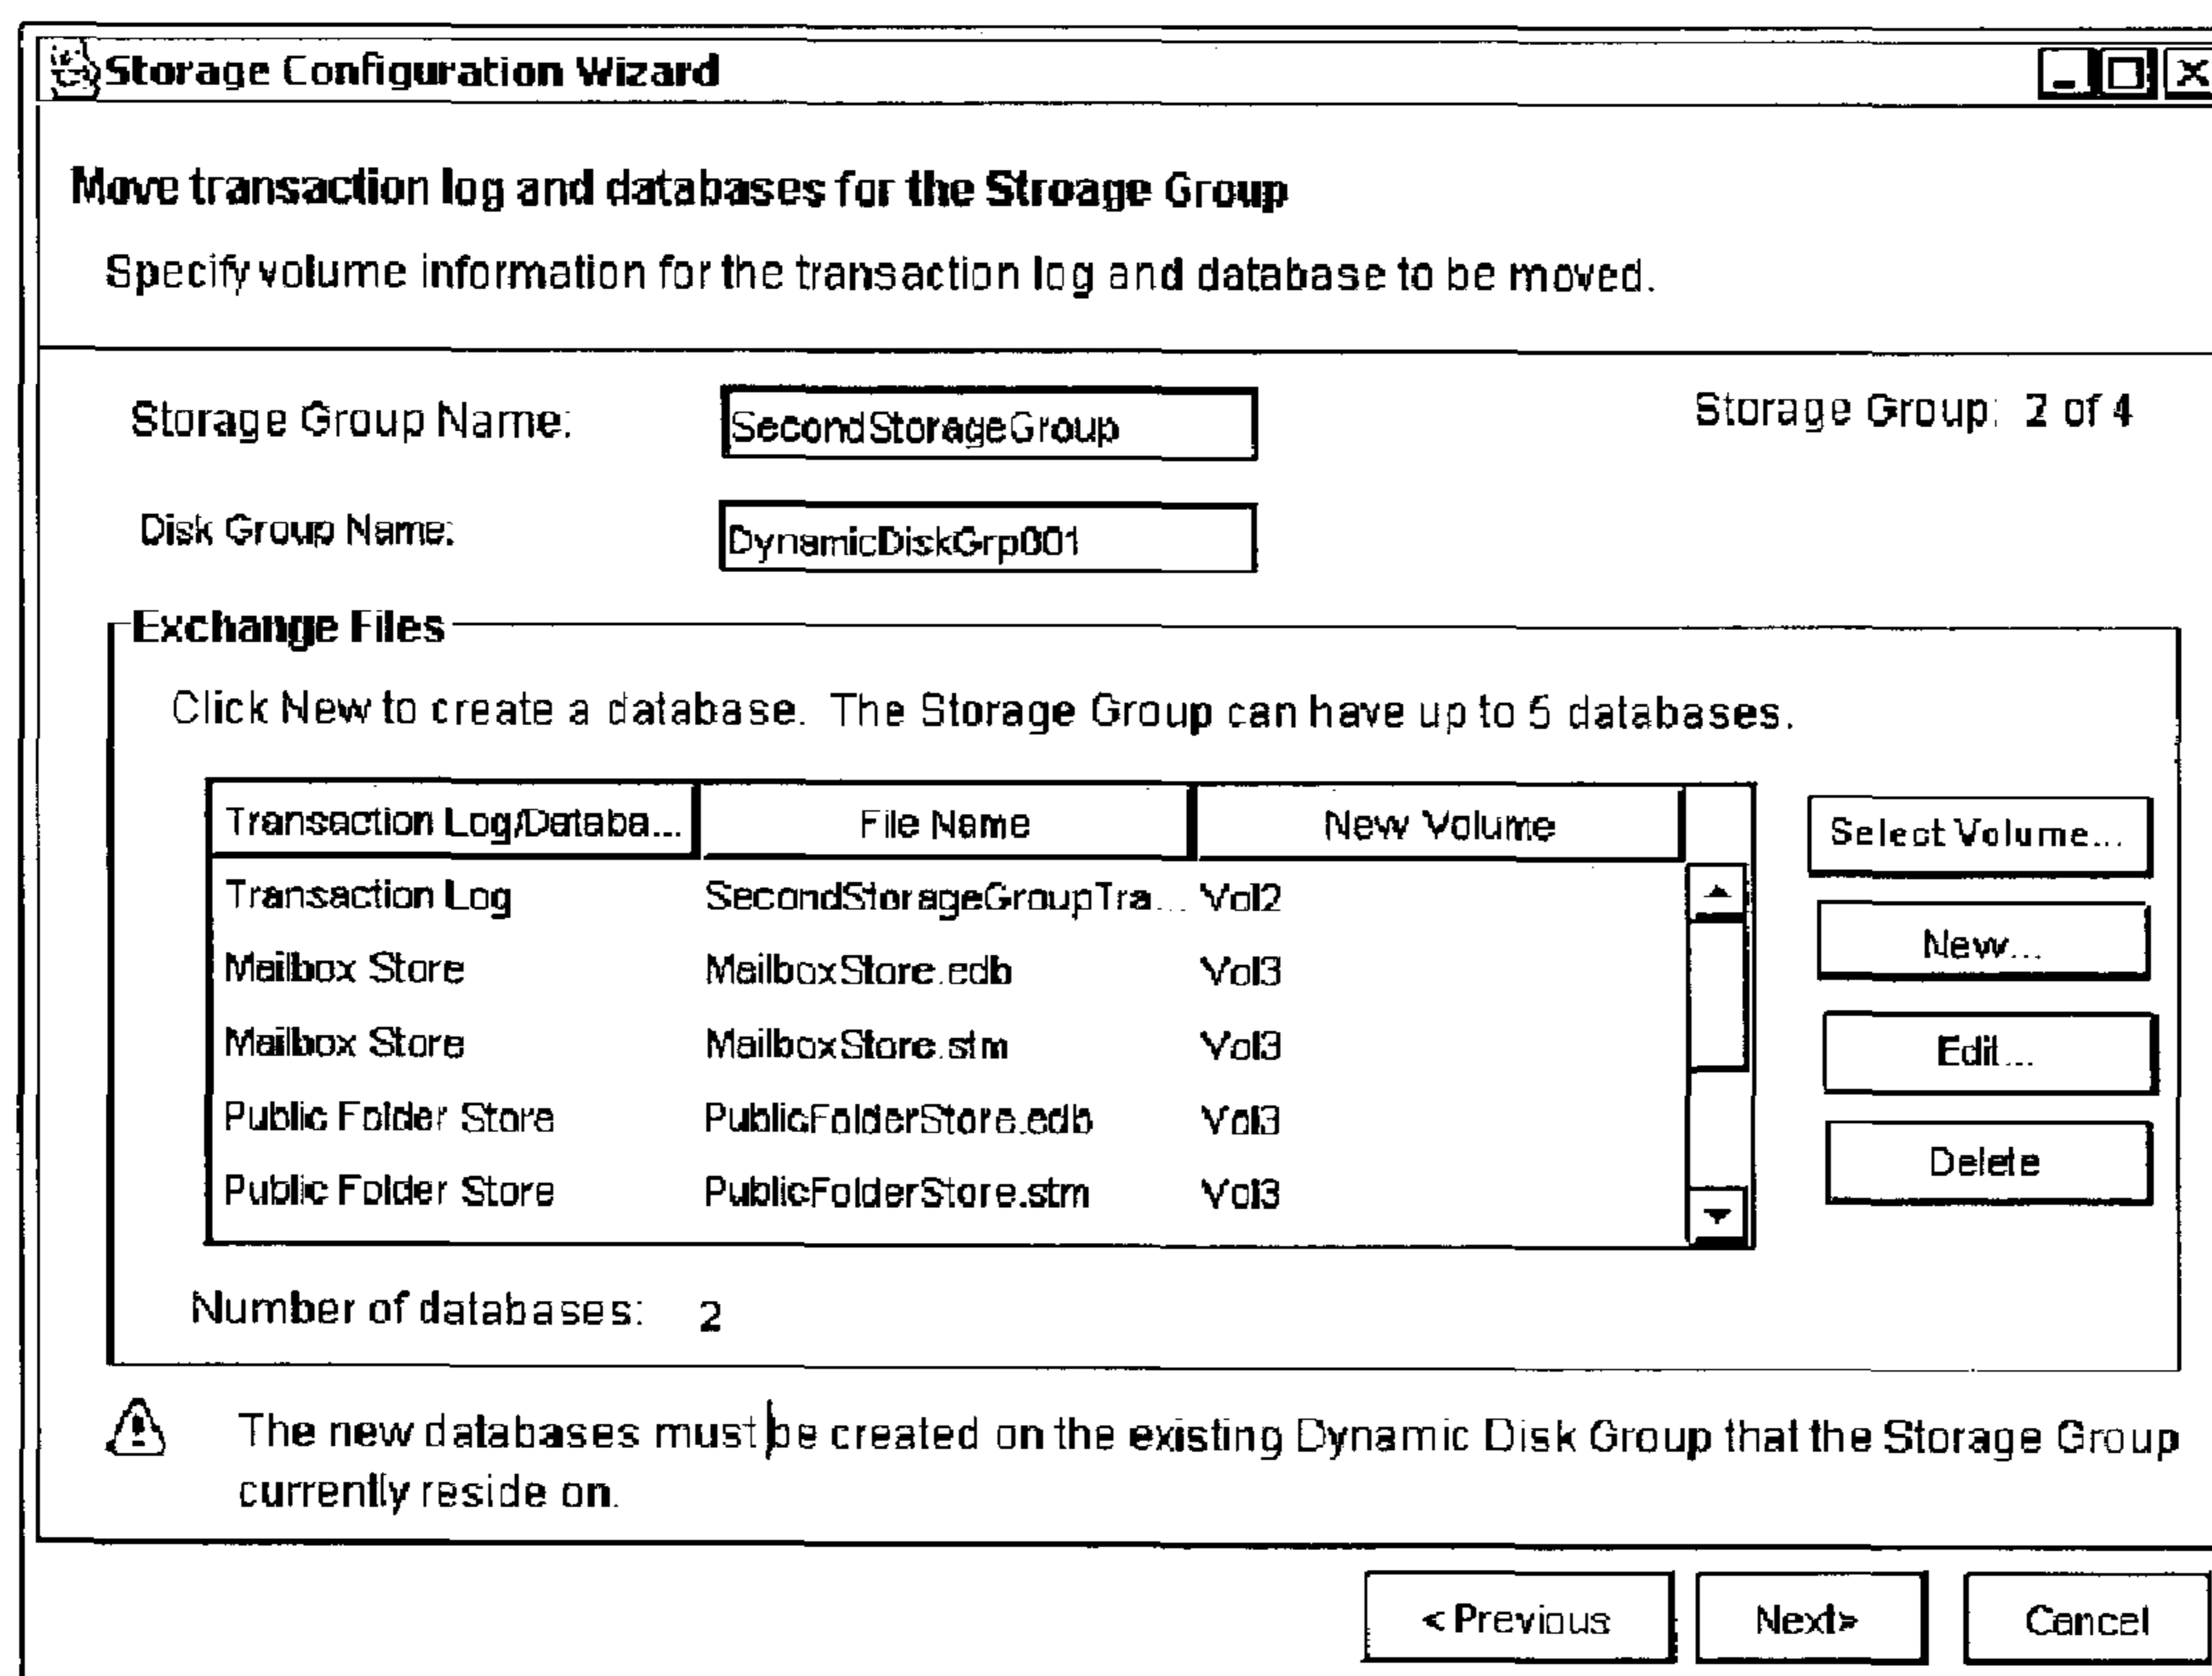 Storage Configuration Wizard
Move transaction log and databases for the Stroage Group
Specify volume information for the transaction log and database to be moved.
Storage Group Name: SecondStorageGroup Storage Group: 2 of 4
Disk Group Name: DynamicDiskGrp001
Exchange Files
Click New to create a database. The Storage Group can have up to 5 databases.
Transaction Log/Databa... File Name New Volume Select Volume...
Transaction Log SecondStorageGroupTra... Vol2
New...
Mailbox Store MailboxStore.edb Vol3
Mailbox Store MailboxStore.stm Vol3 Edit...
Public Folder Store PublicFolderStore.edb Vol3
Delete
Public Folder Store PublicFolderStore.stm Vol3
Number of databases: 2
The new databases must be created on the existing Dynamic Disk Group that the Storage Group
currently reside on.
< Previous Next> Cancel